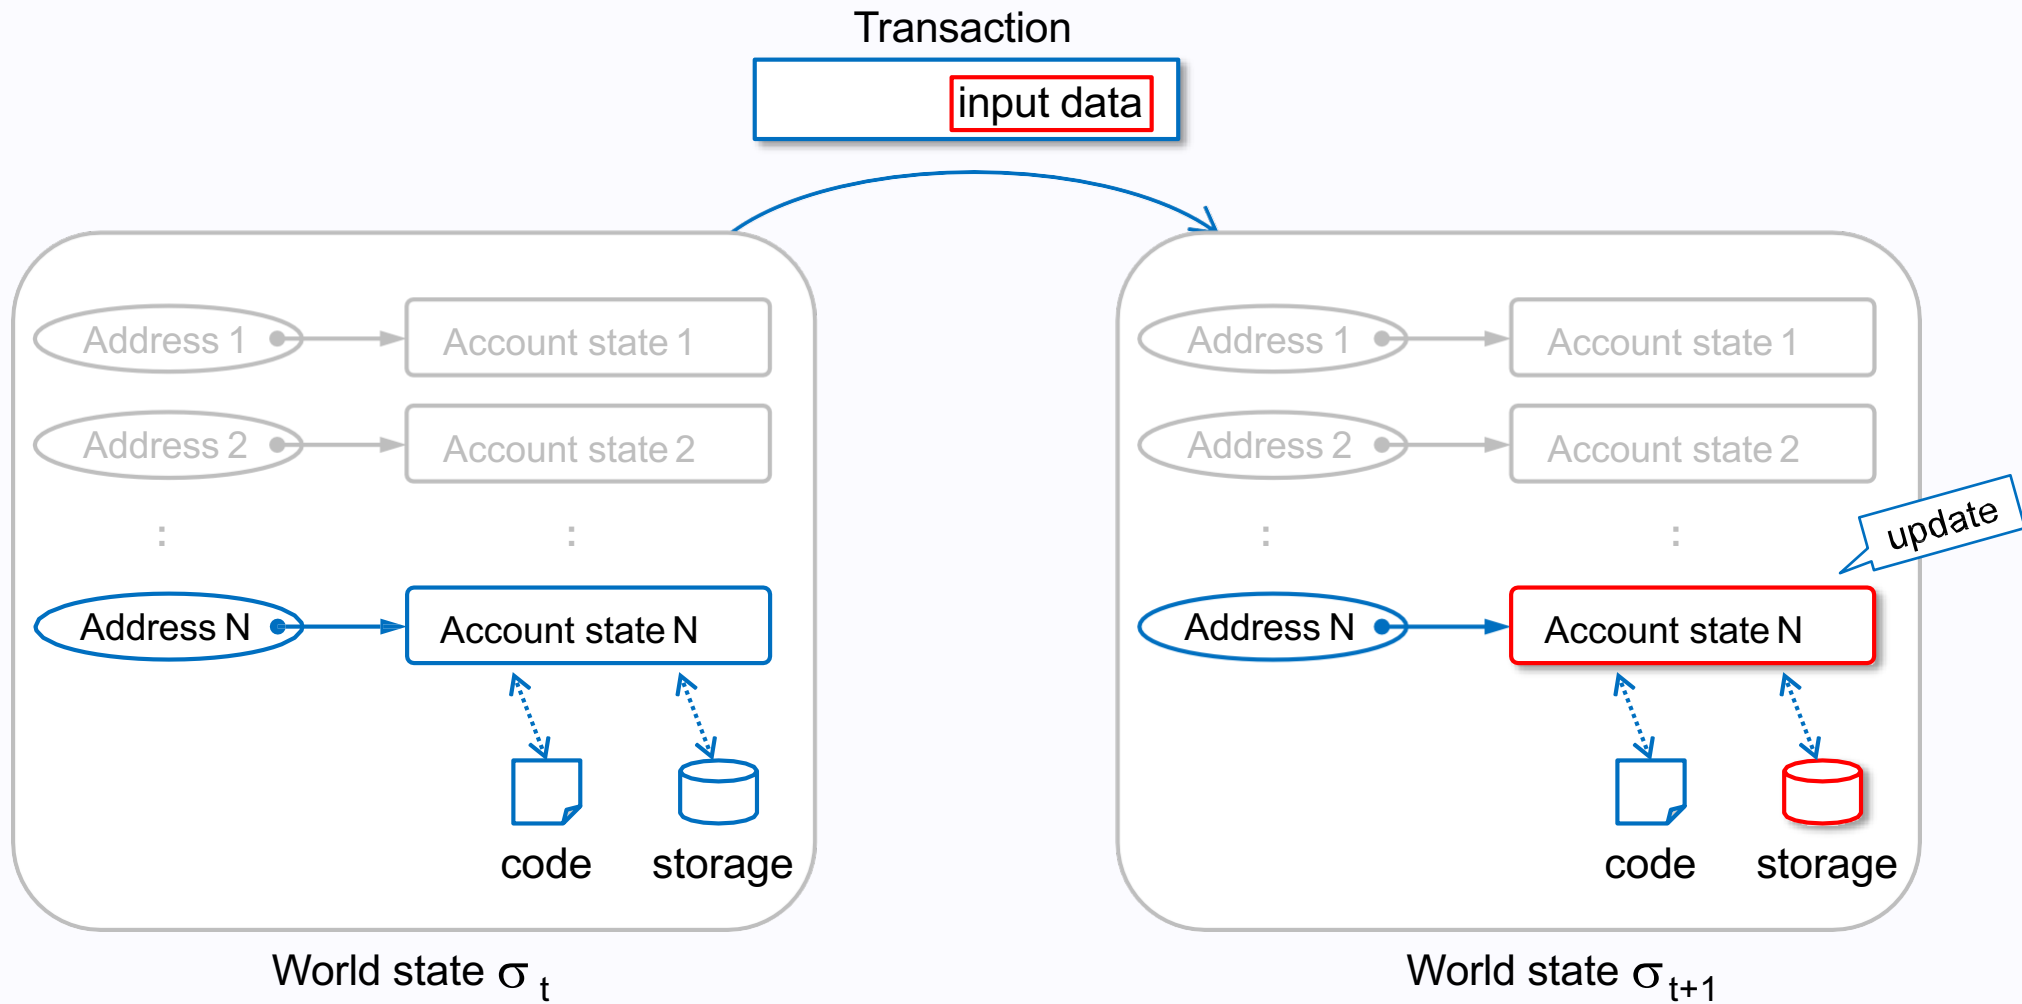 Transaction
input data
Address 1
Account state 1
Address 2
Account state 2
:
:
Address N
Account state N
code
storage
World state σ t
Address 1
Account state 1
Address 2
Account state 2
:
:
update
Address N
Account state N
code
storage
World state σ t+1